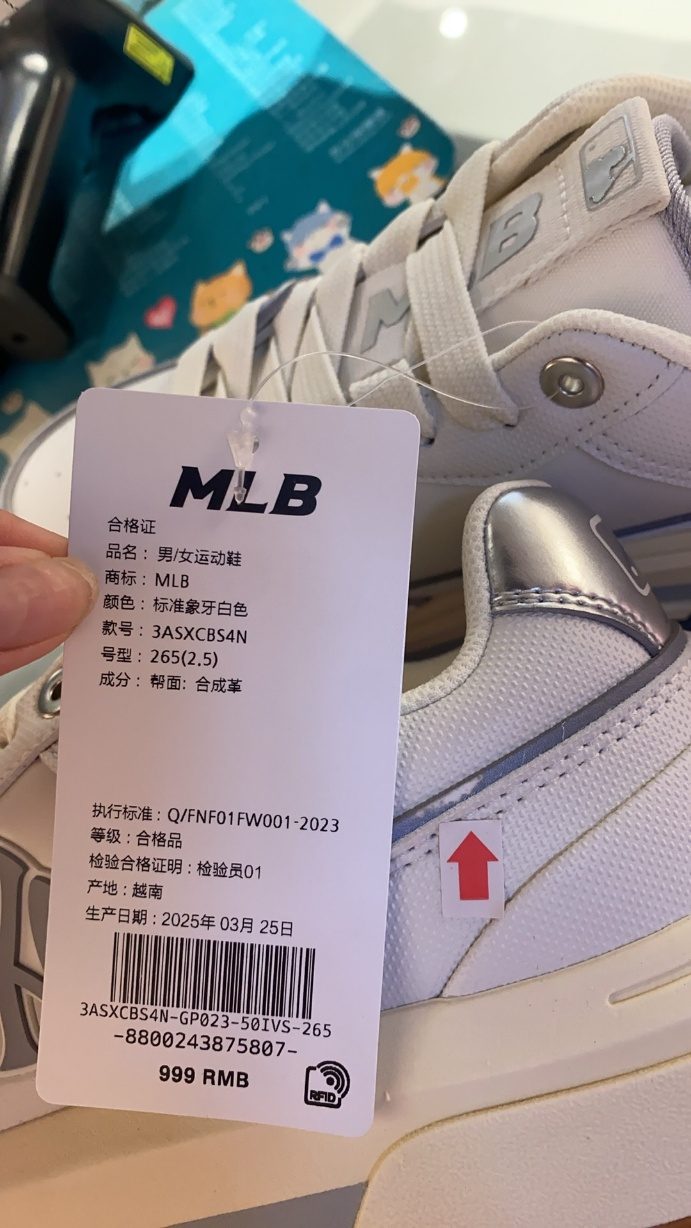 MLB
合格证
品名：男/女运动鞋
商标：MLB
颜色：标准象牙白色
款号：3ASXCBS4N
号型：265(2.5)
成分：帮面：合成革
执行标准：Q/FNF01FW001-2023
等级：合格品
检验合格证明：检验员01
产地：越南
生产日期：2025年 03月 25日
3ASXCBS4N-GP023-50IVS-265
-8800243875807-
999 RMB
RFID